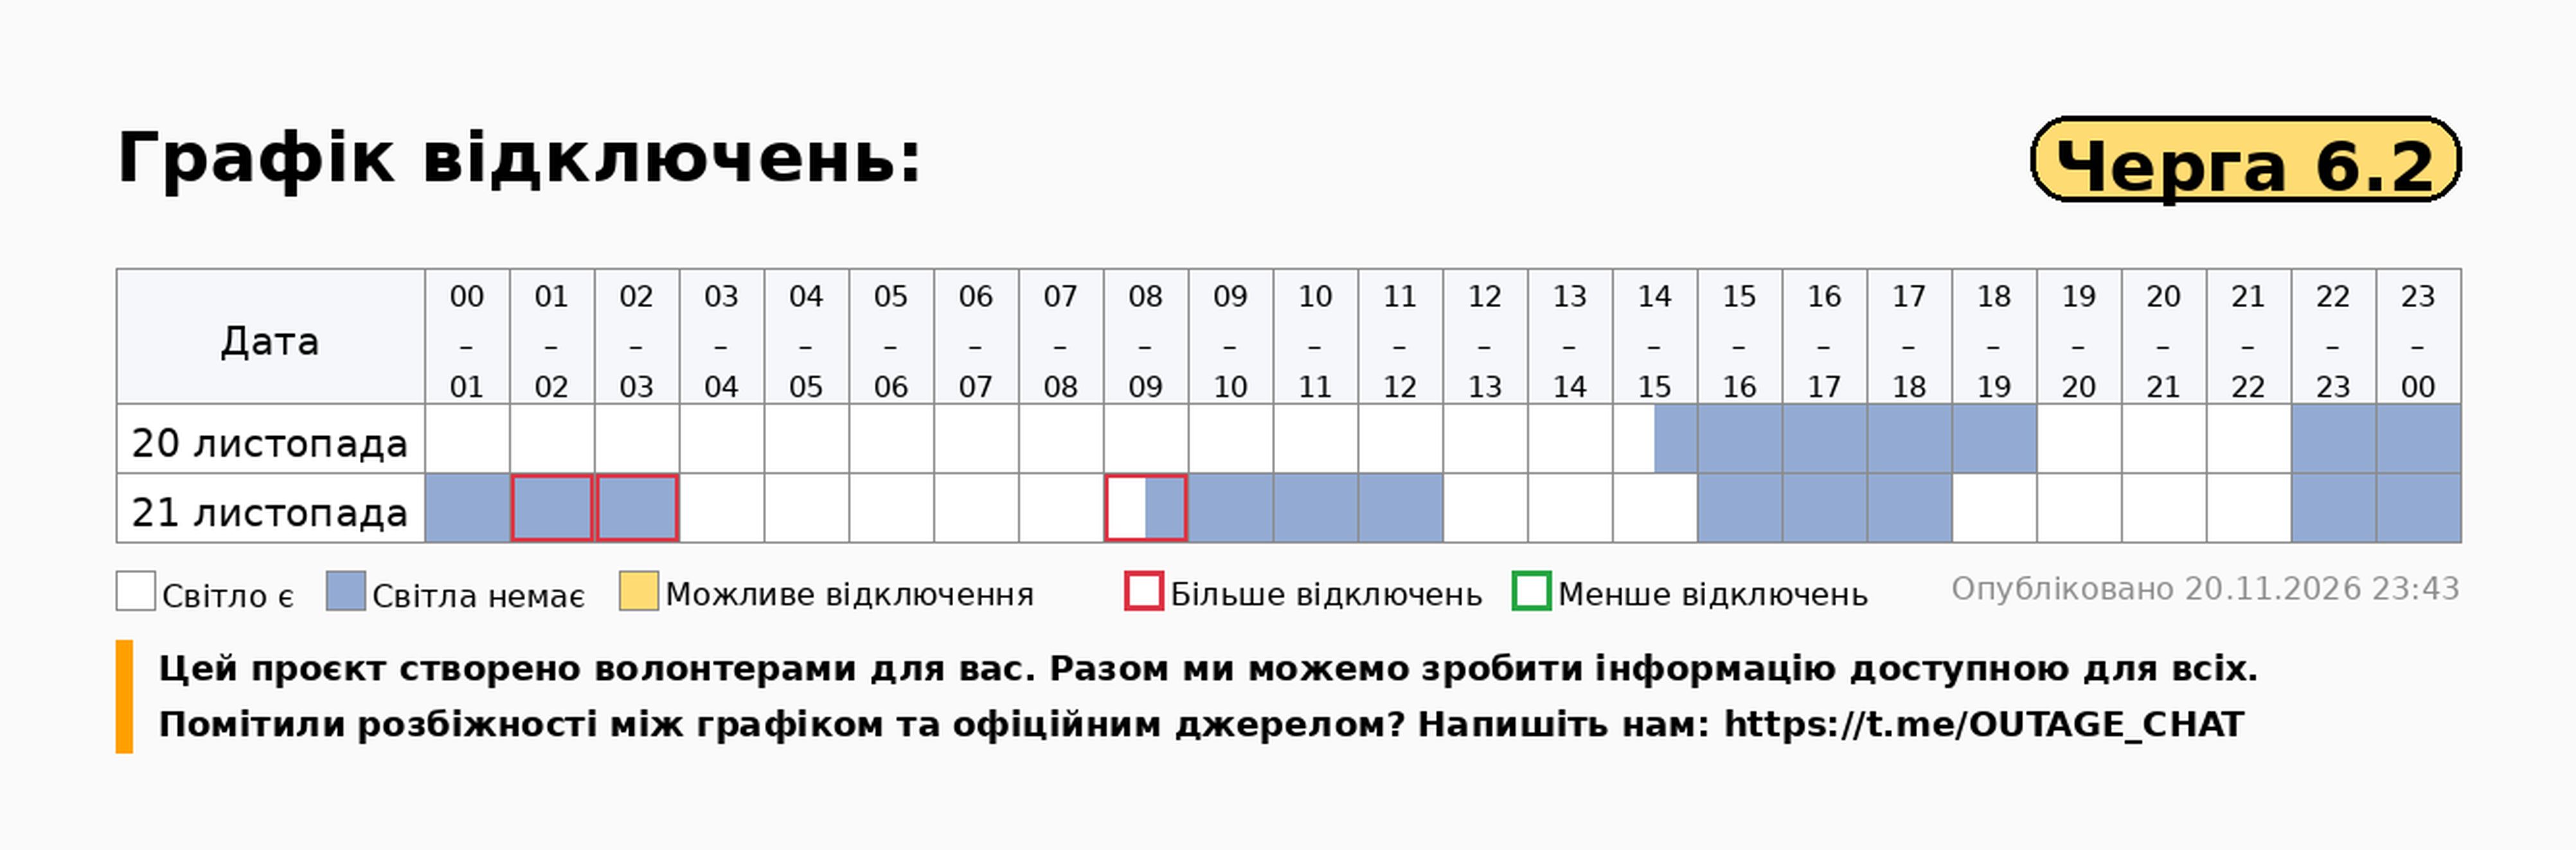 Графік відключень:
Черга 6.2
Дата
00 – 01
01 – 02
02 – 03
03 – 04
04 – 05
05 – 06
06 – 07
07 – 08
08 – 09
09 – 10
10 – 11
11 – 12
12 – 13
13 – 14
14 – 15
15 – 16
16 – 17
17 – 18
18 – 19
19 – 20
20 – 21
21 – 22
22 – 23
23 – 00
20 листопада
21 листопада
Світло є
Світла немає
Можливе відключення
Більше відключень
Менше відключень
Опубліковано 20.11.2026 23:43
Цей проєкт створено волонтерами для вас. Разом ми можемо зробити інформацію доступною для всіх.
Помітили розбіжності між графіком та офіційним джерелом? Напишіть нам: https://t.me/OUTAGE_CHAT